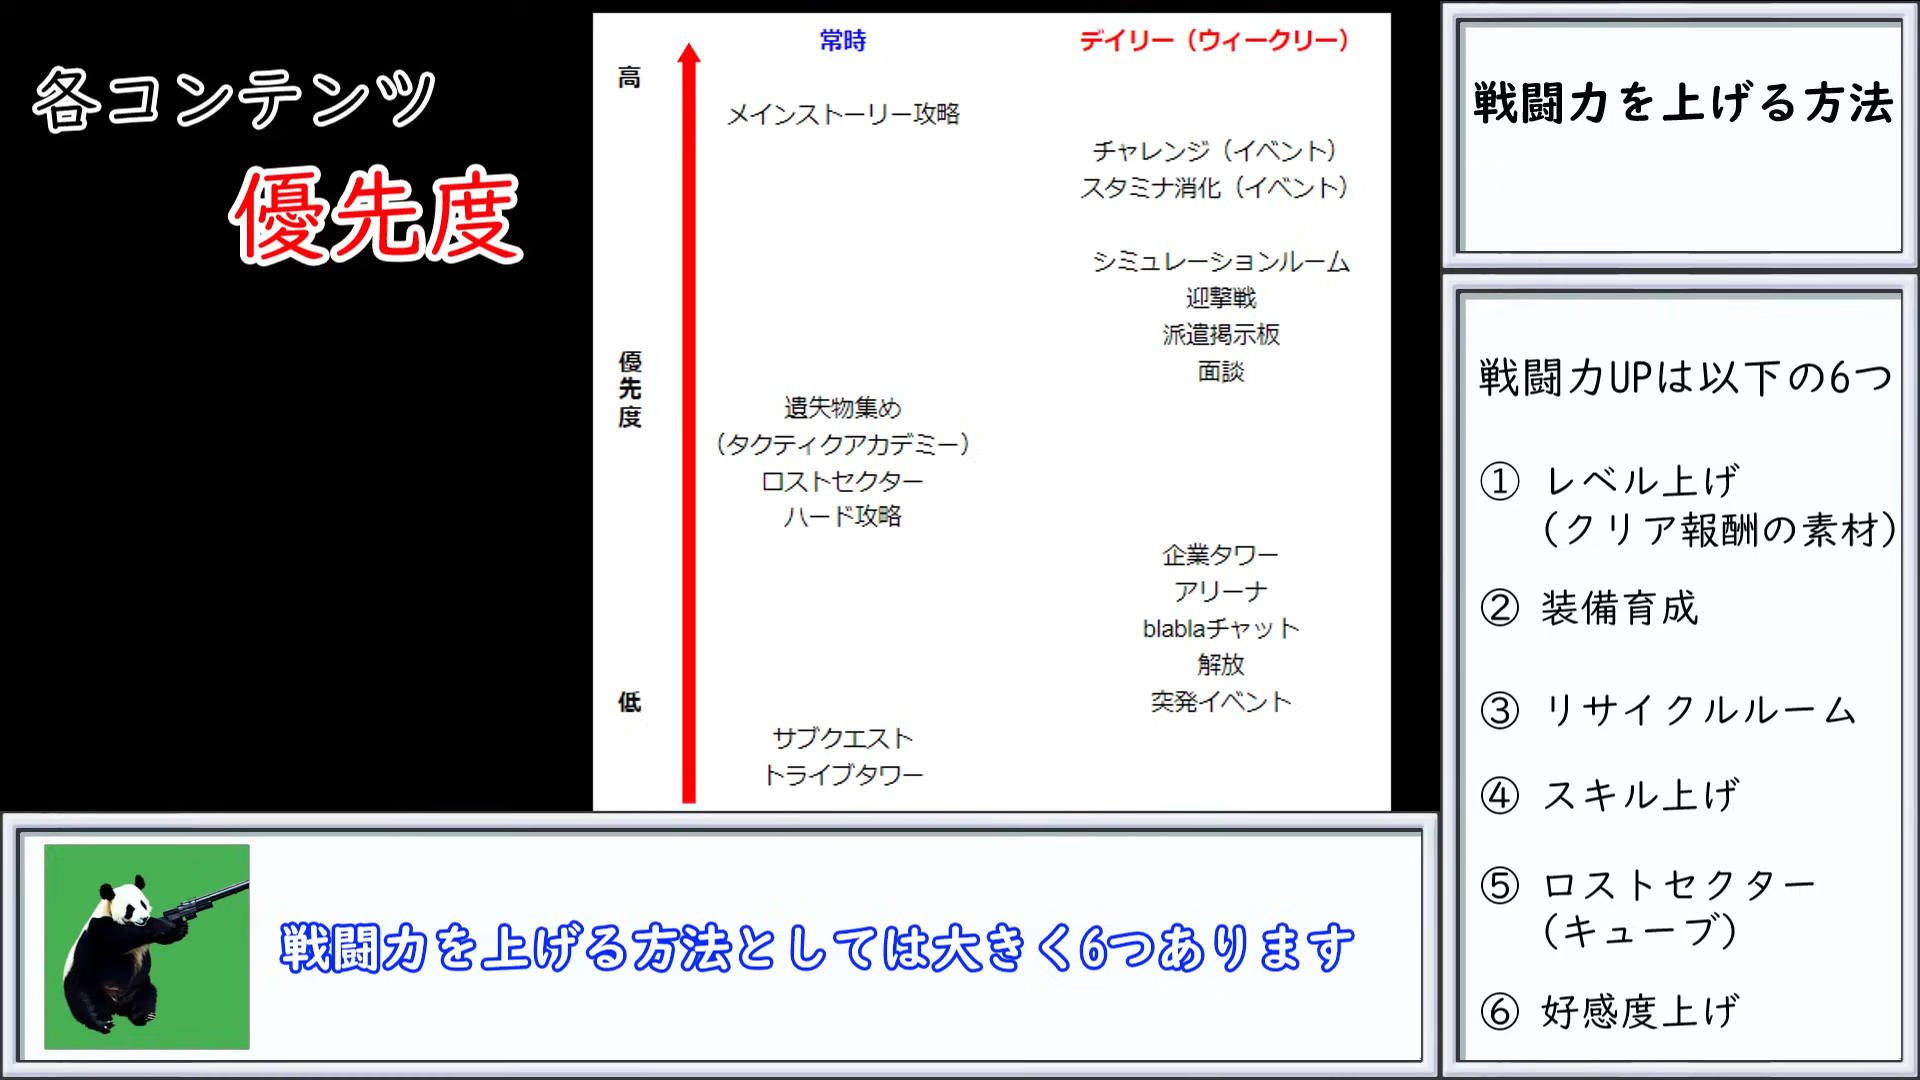 各コンテンツ
優先度
常時
デイリー（ウィークリー）
高
メインストーリー攻略
チャレンジ（イベント）
スタミナ消化（イベント）
シミュレーションルーム
迎撃戦
派遣掲示板
面談
優先度
遺失物集め
（タクティクアカデミー）
ロストセクター
ハード攻略
企業タワー
アリーナ
blablaチャット
解放
低
突発イベント
サブクエスト
トライブタワー
戦闘力を上げる方法
戦闘力UPは以下の6つ
① レベル上げ
（クリア報酬の素材）
② 装備育成
③ リサイクルルーム
④ スキル上げ
⑤ ロストセクター
（キューブ）
⑥ 好感度上げ
戦闘力を上げる方法としては大きく6つあります